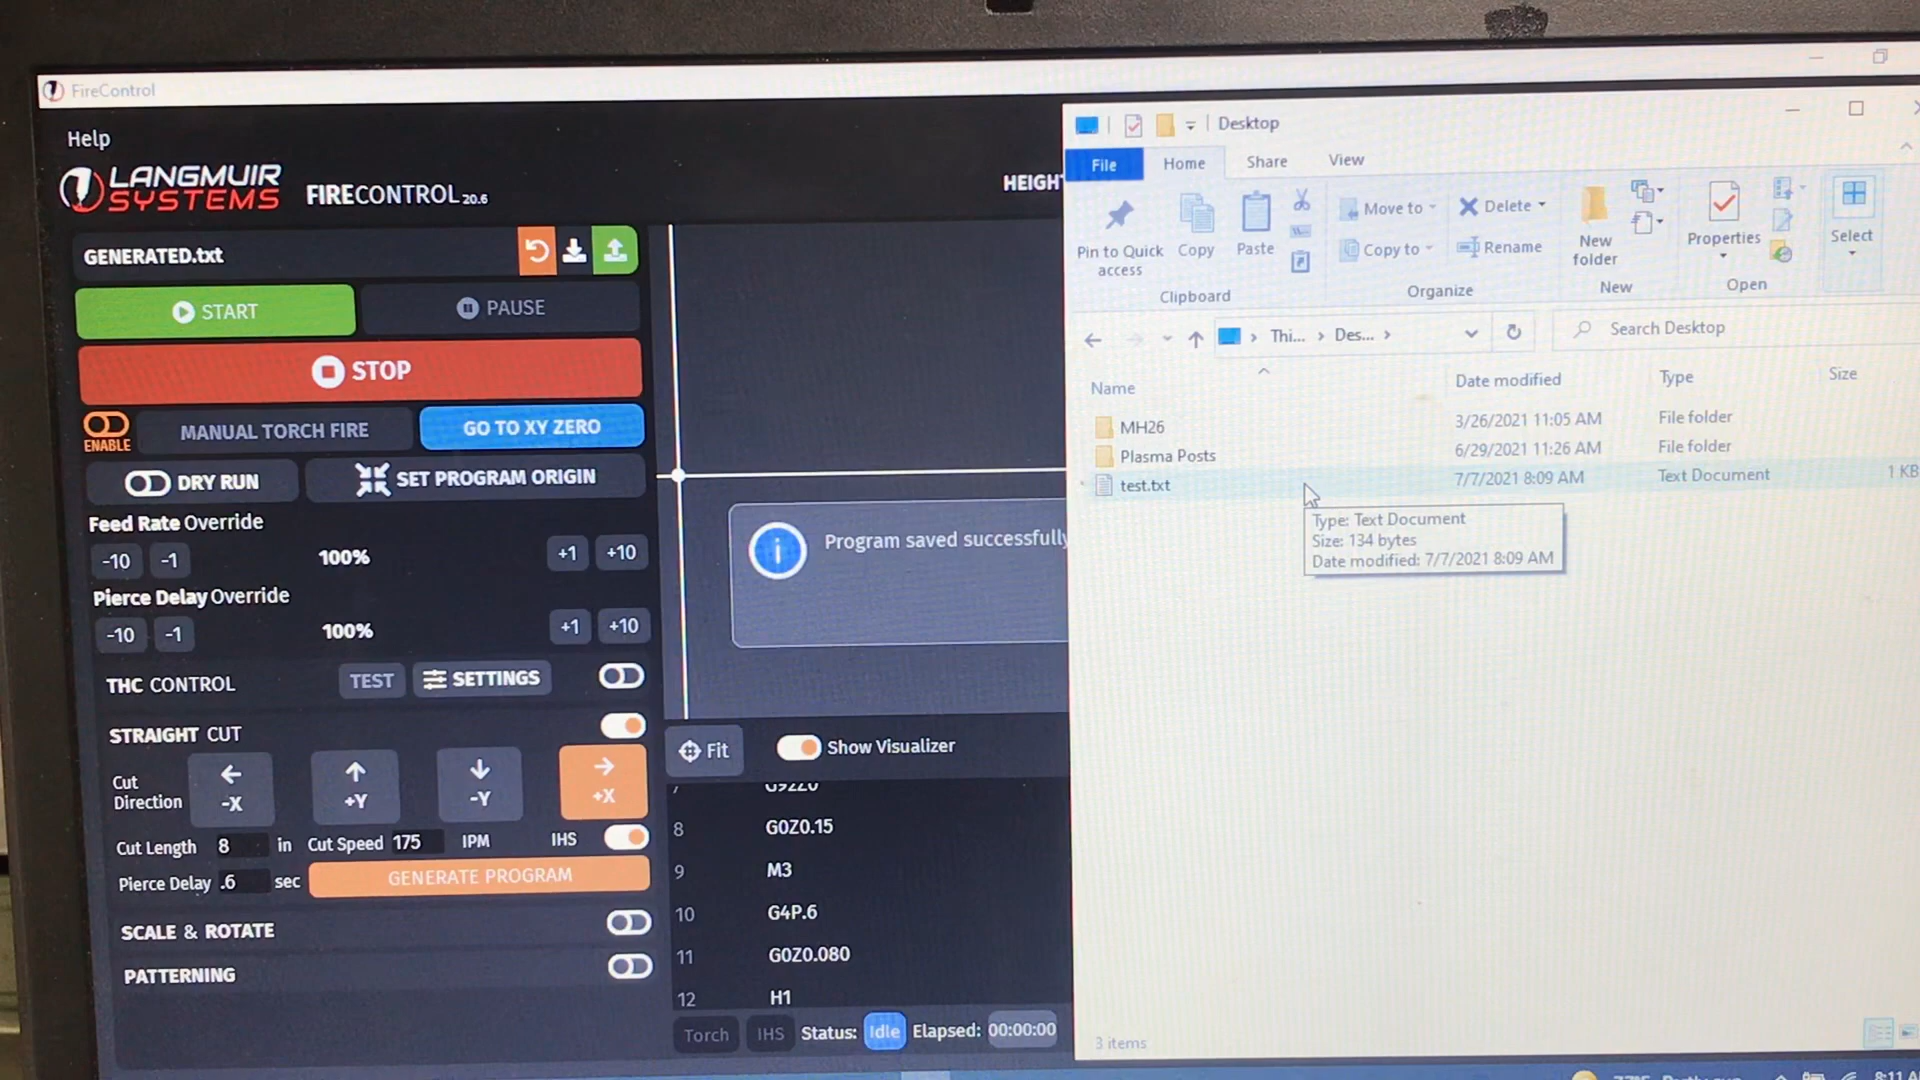 FireControl
Help
LANGMUIR
SYSTEMS
FIRECONTROL 20.6
GENERATED.txt
START
PAUSE
STOP
ENABLE
MANUAL TORCH FIRE
GO TO XY ZERO
DRY RUN
SET PROGRAM ORIGIN
Feed Rate Override
-10
-1
100%
+1
+10
Pierce Delay Override
-10
-1
100%
+1
+10
THC CONTROL
TEST
SETTINGS
STRAIGHT CUT
Cut
Direction
-X
+Y
-Y
+X
Cut Length 8 in
Cut Speed 175 IPM
IHS
Pierce Delay .6 sec
GENERATE PROGRAM
SCALE & ROTATE
PATTERNING
HEIGH
Program saved successfully
Fit
Show Visualizer
7 G92Z0
8 G0Z0.15
9 M3
10 G4P.6
11 G0Z0.080
12 H1
Torch
IHS
Status: Idle
Elapsed: 00:00:00
Desktop
File
Home
Share
View
Pin to Quick
access
Copy
Paste
Clipboard
Move to
Copy to
Delete
Rename
Organize
New
folder
New
Properties
Open
Select
Thi... > Des... >
Search Desktop
Name
Date modified
Type
Size
MH26
3/26/2021 11:05 AM
File folder
Plasma Posts
6/29/2021 11:26 AM
File folder
test.txt
7/7/2021 8:09 AM
Text Document
1 KB
Type: Text Document
Size: 134 bytes
Date modified: 7/7/2021 8:09 AM
3 items